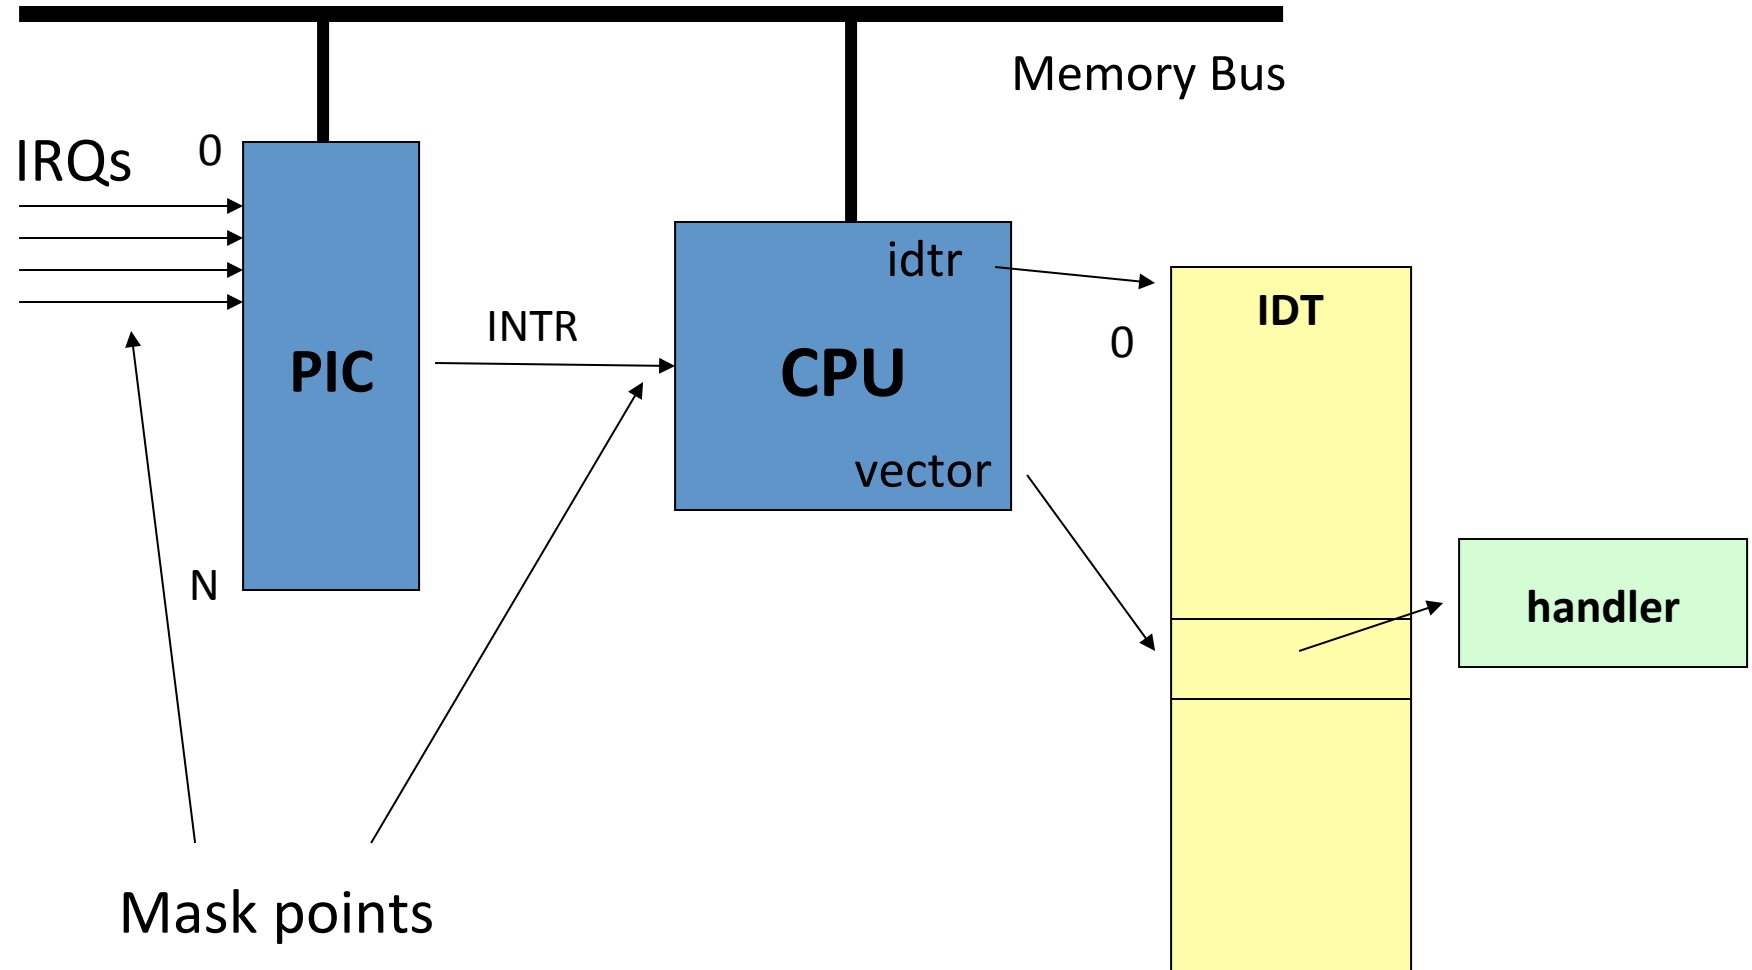 Memory Bus
IRQs
0
idtr
IDT
INTR
0
PIC
CPU
vector
N
handler
Mask points